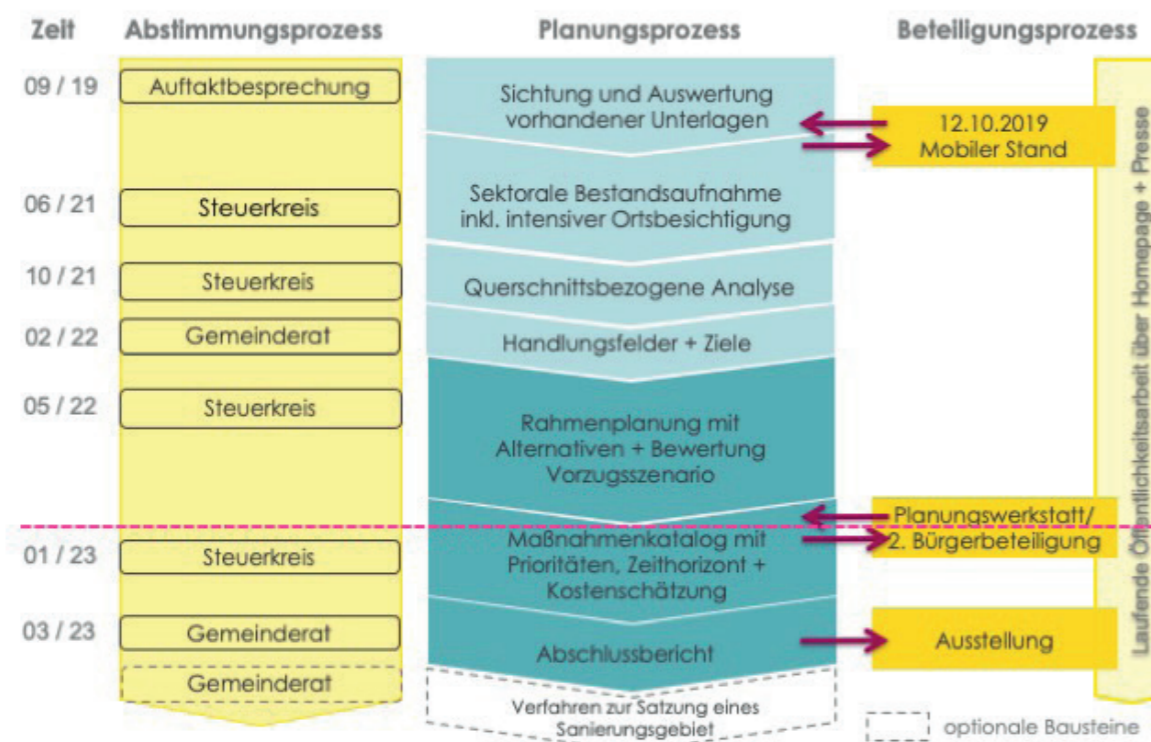 Zeit
Abstimmungsprozess
Planungsprozess
Beteiligungsprozess
09 / 19
Auftaktbesprechung
Sichtung und Auswertung
vorhandener Unterlagen
12.10.2019
Mobiler Stand
06 / 21
Steuerkreis
Sektorale Bestandsaufnahme
inkl. intensiver Ortsbesichtigung
10 / 21
Steuerkreis
Querschnittsbezogene Analyse
02 / 22
Gemeinderat
Handlungsfelder + Ziele
05 / 22
Steuerkreis
Rahmenplanung mit
Alternativen + Bewertung
Vorzugsszenario
Planungswerkstatt/
2. Bürgerbeteiligung
01 / 23
Steuerkreis
Maßnahmenkatalog mit
Prioritäten, Zeithorizont +
Kostenschätzung
03 / 23
Gemeinderat
Abschlussbericht
Ausstellung
Gemeinderat
Verfahren zur Satzung eines
Sanierungsgebiet
optionale Bausteine
Laufende Öffentlichkeitsarbeit über Homepage + Presse